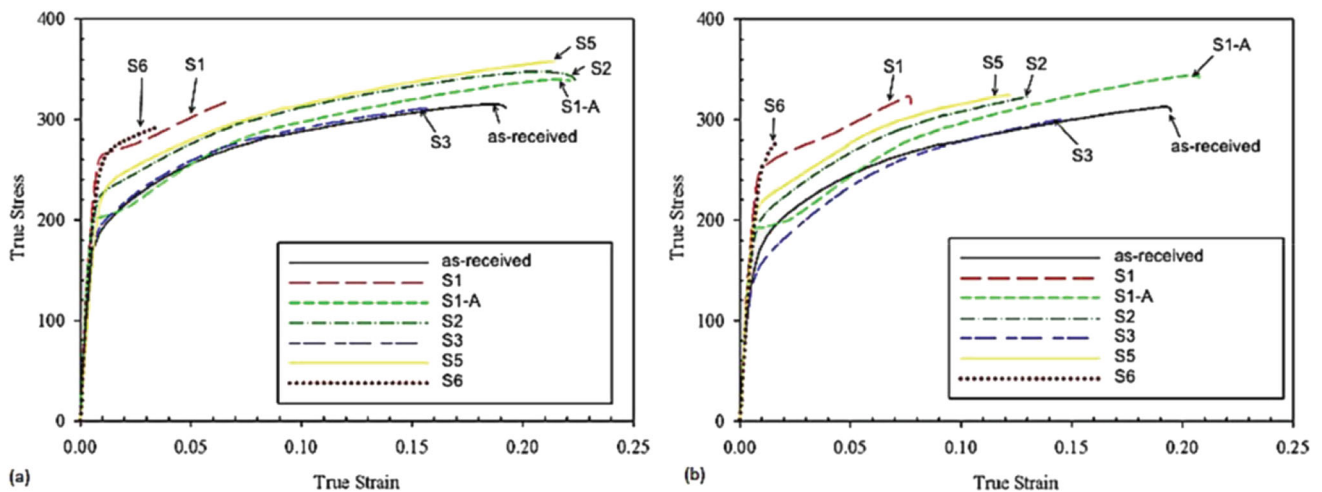 400
300
200
100
0
True Stress
S6
S1
S5
S2
S1-A
as-received
S3
as-received
S1
S1-A
S2
S3
S5
S6
0.00 0.05 0.10 0.15 0.20 0.25
(a)
True Strain
400
300
200
100
0
True Stress
S6
S1
S5
S2
S1-A
as-received
S3
as-received
S1
S1-A
S2
S3
S5
S6
0.00 0.05 0.10 0.15 0.20 0.25
(b)
True Strain